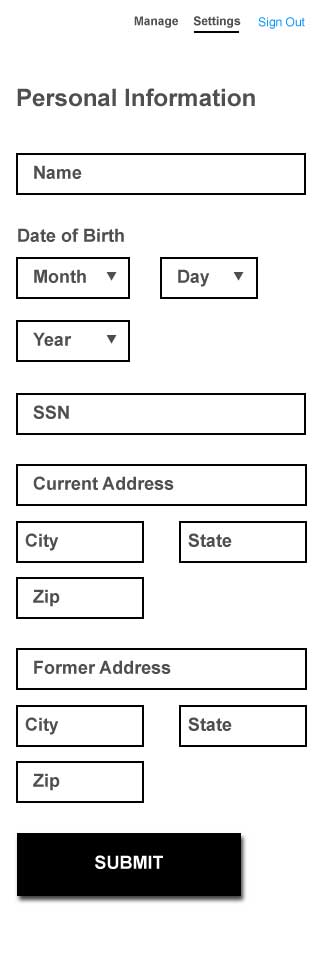 Manage Settings Sign Out
Personal Information
Name
Date of Birth
Month Day
Year
SSN
Current Address
City State
Zip
Former Address
City State
Zip
SUBMIT